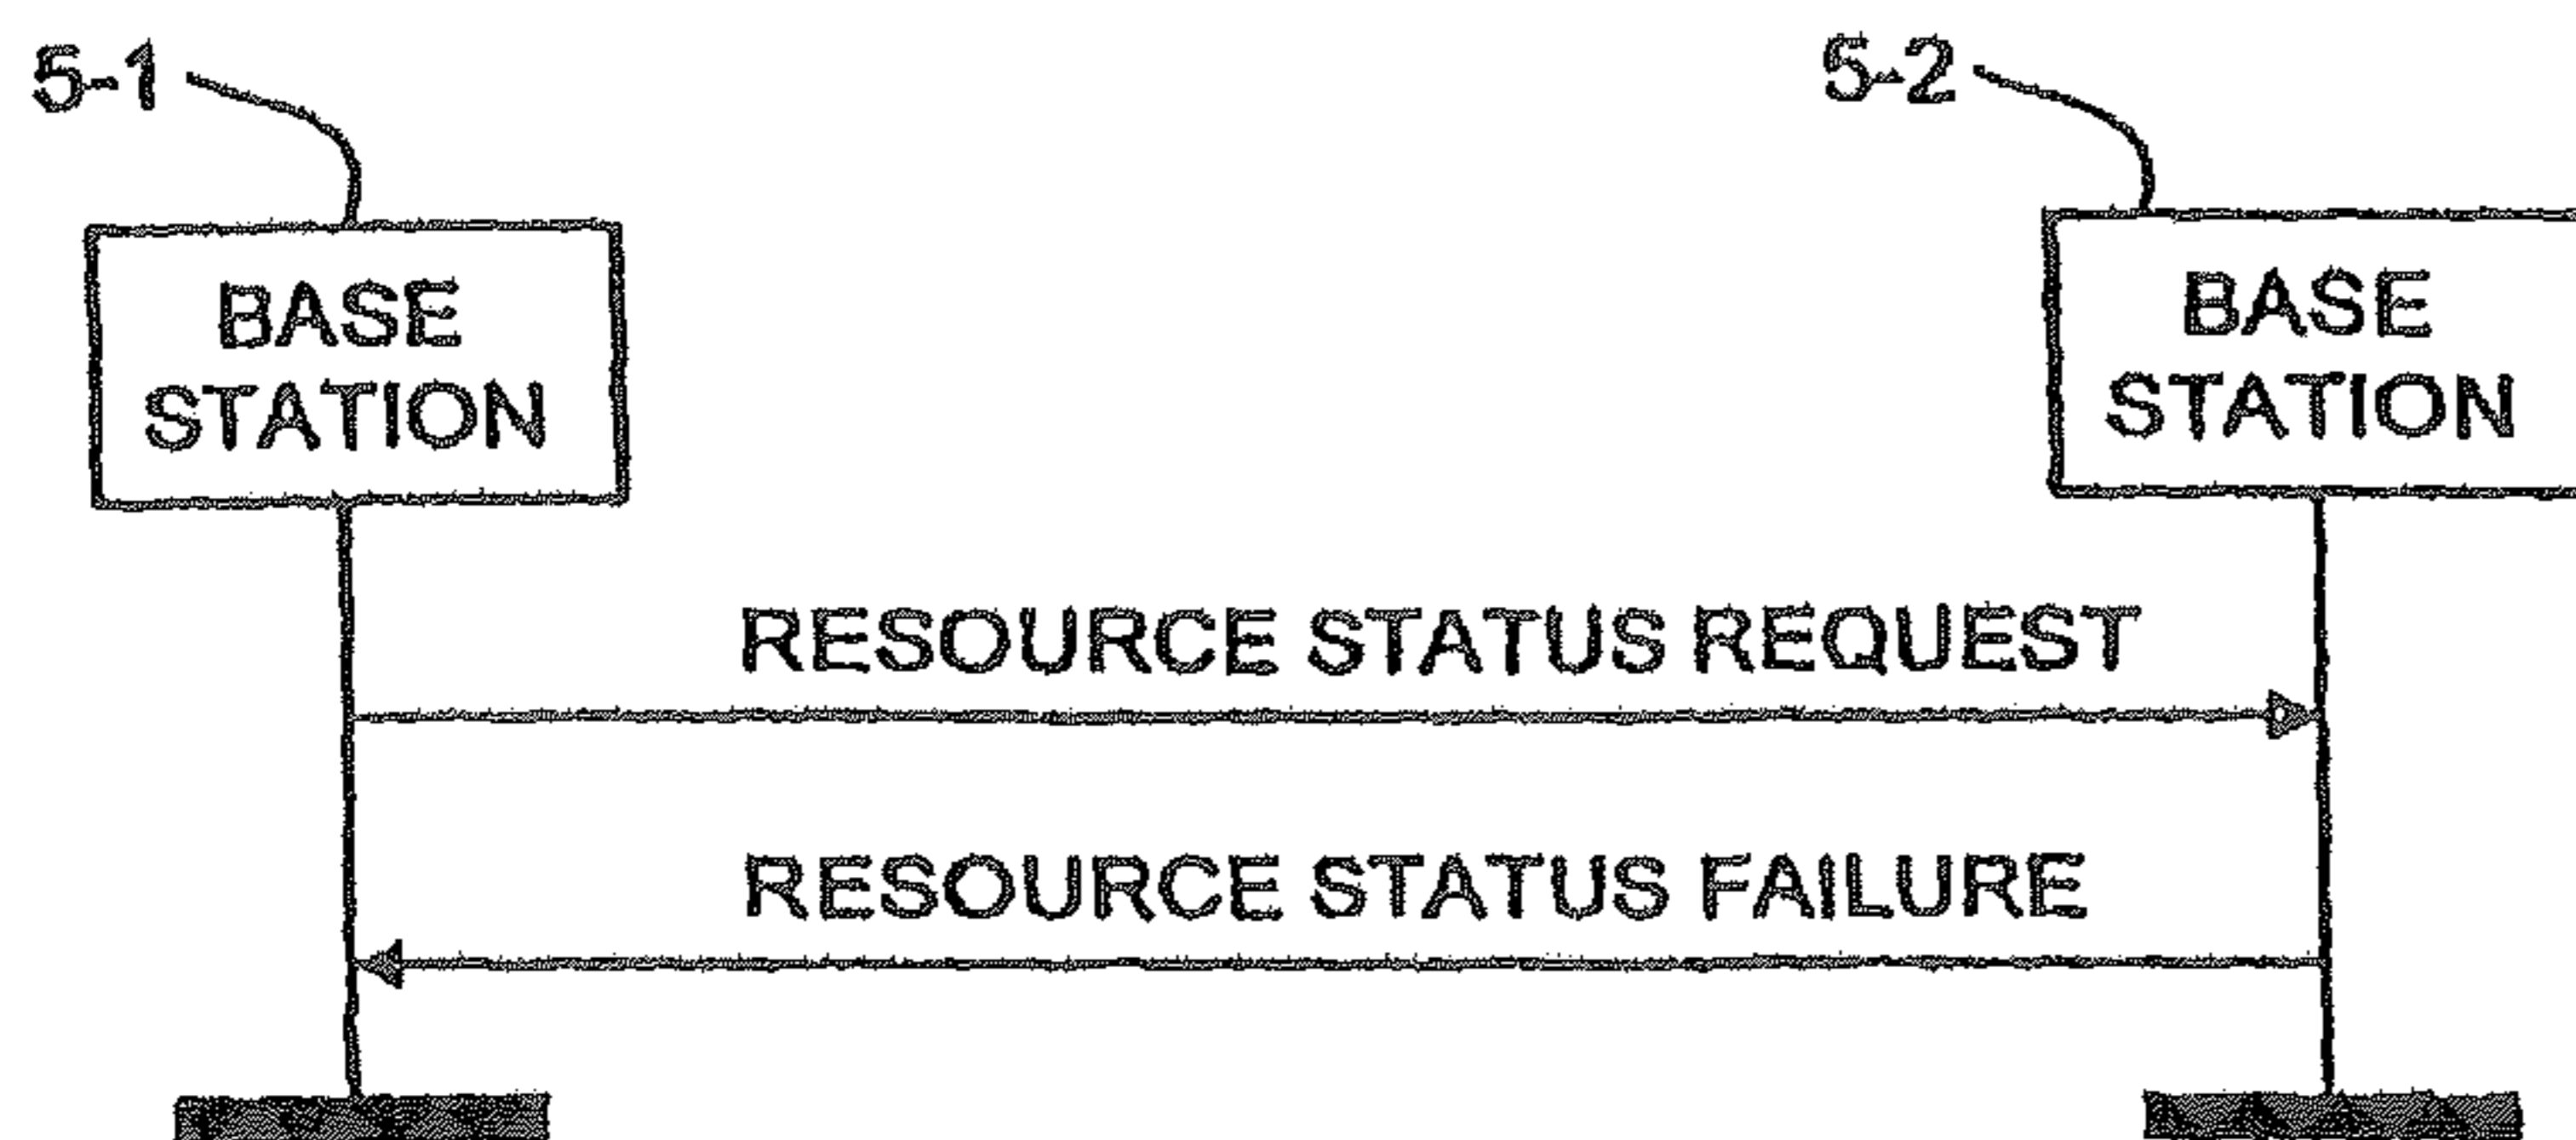 5-1
5-2
BASE
STATION
BASE
STATION
RESOURCE STATUS REQUEST
RESOURCE STATUS FAILURE